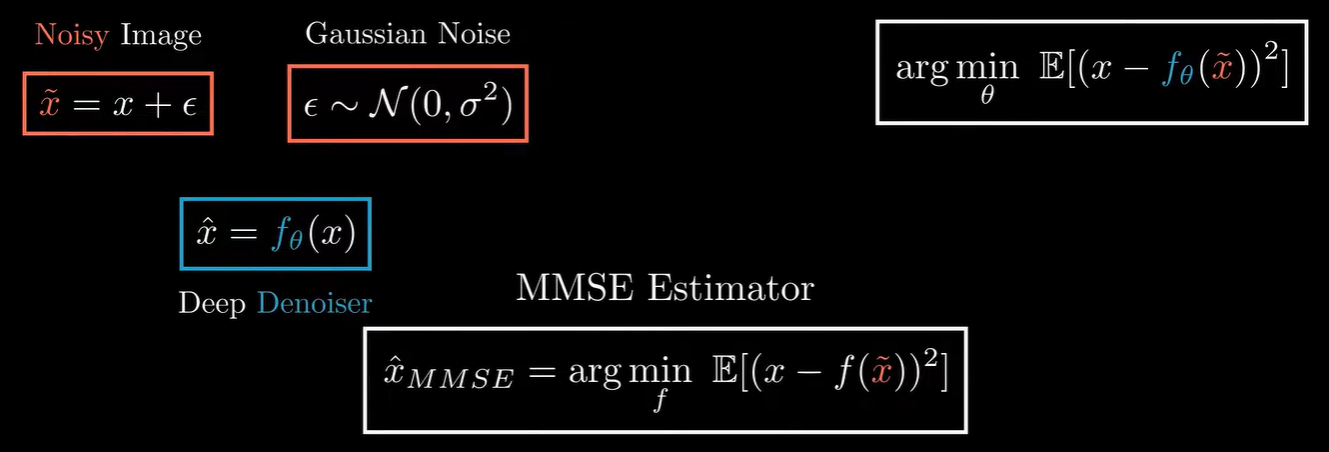 Noisy Image
x̃ = x + ϵ
Gaussian Noise
ϵ ∼ 𝒩(0, σ²)
arg min_θ 𝔼[(x − f_θ(x̃))²]
x̂ = f_θ(x)
Deep Denoiser
MMSE Estimator
x̂_MMSE = arg min_f 𝔼[(x − f(x̃))²]